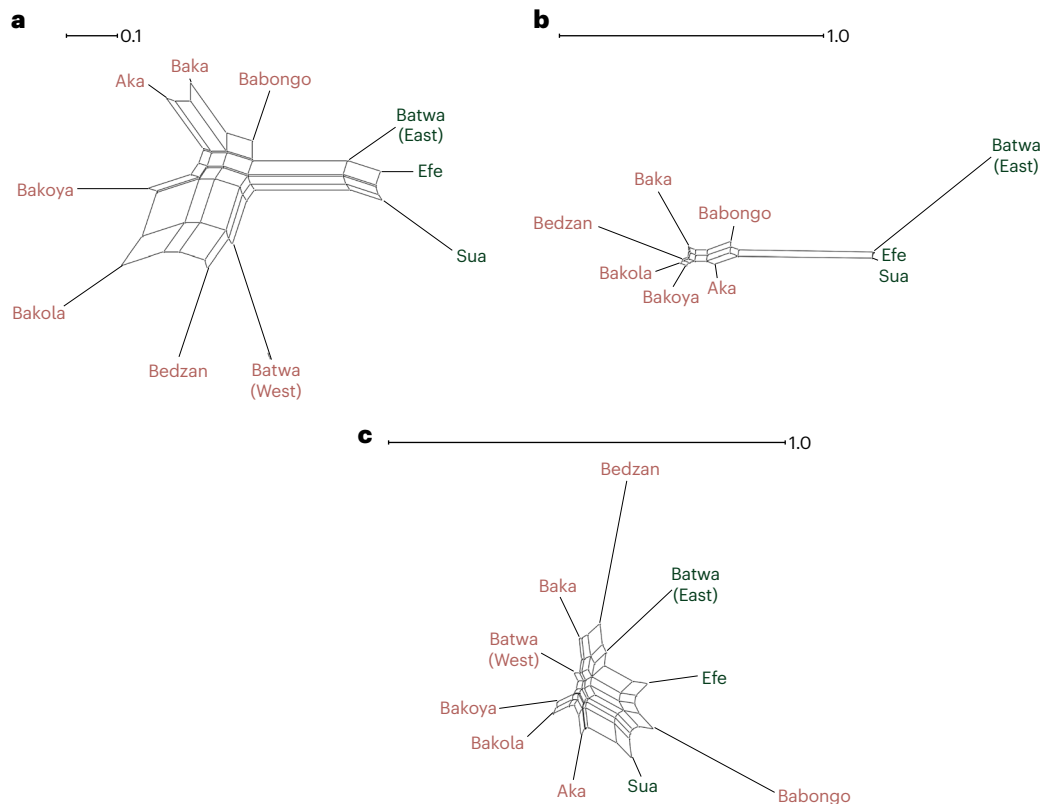 a
0.1
Baka
Aka
Babongo
Batwa
(East)
Efe
Bakoya
Sua
Bakola
Bedzan
Batwa
(West)
b
1.0
Batwa
(East)
Baka
Babongo
Bedzan
Efe
Bakola
Sua
Bakoya
Aka
c
1.0
Bedzan
Batwa
(East)
Baka
Batwa
(West)
Efe
Bakoya
Bakola
Aka
Sua
Babongo